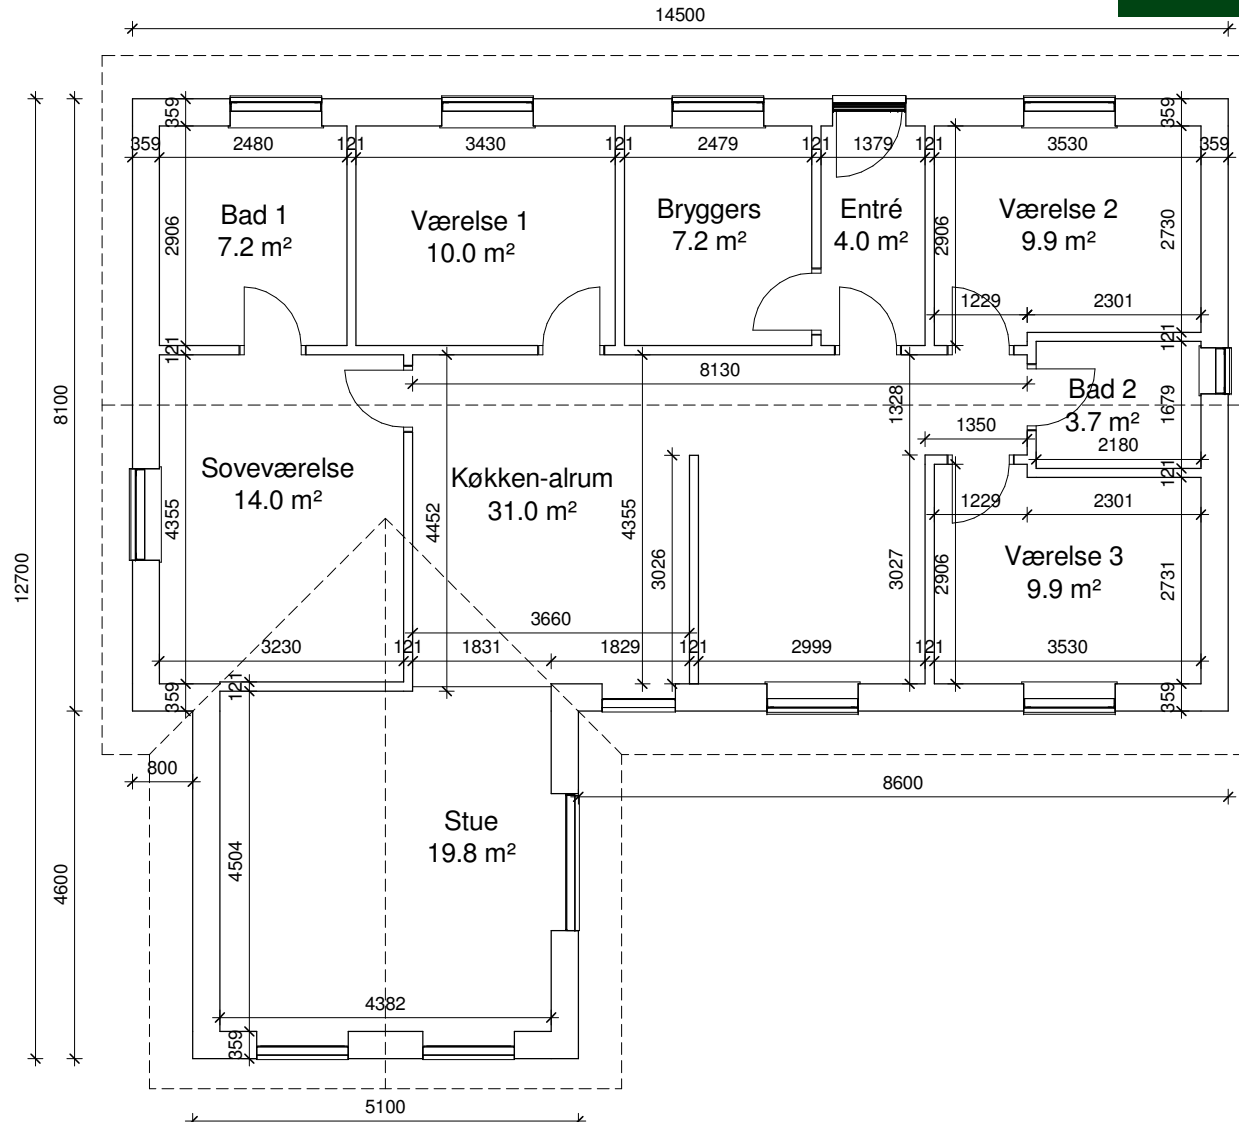 14500
359
359
359
2480
121
3430
121
2479
121
1379
121
3530
359
Bad 1
7.2 m²
Værelse 1
10.0 m²
Bryggers
7.2 m²
Entré
4.0 m²
Værelse 2
9.9 m²
2906
2906
2730
1229
2301
121
121
8130
8100
1328
Bad 2
3.7 m²
1679
1350
2180
121
Soveværelse
14.0 m²
Køkken-alrum
31.0 m²
4355
4452
4355
3026
3027
1229
2301
Værelse 3
9.9 m²
2906
2731
12700
3660
3230
121
1831
1829
121
2999
121
3530
359
121
359
800
8600
Stue
19.8 m²
4504
4600
4382
359
5100